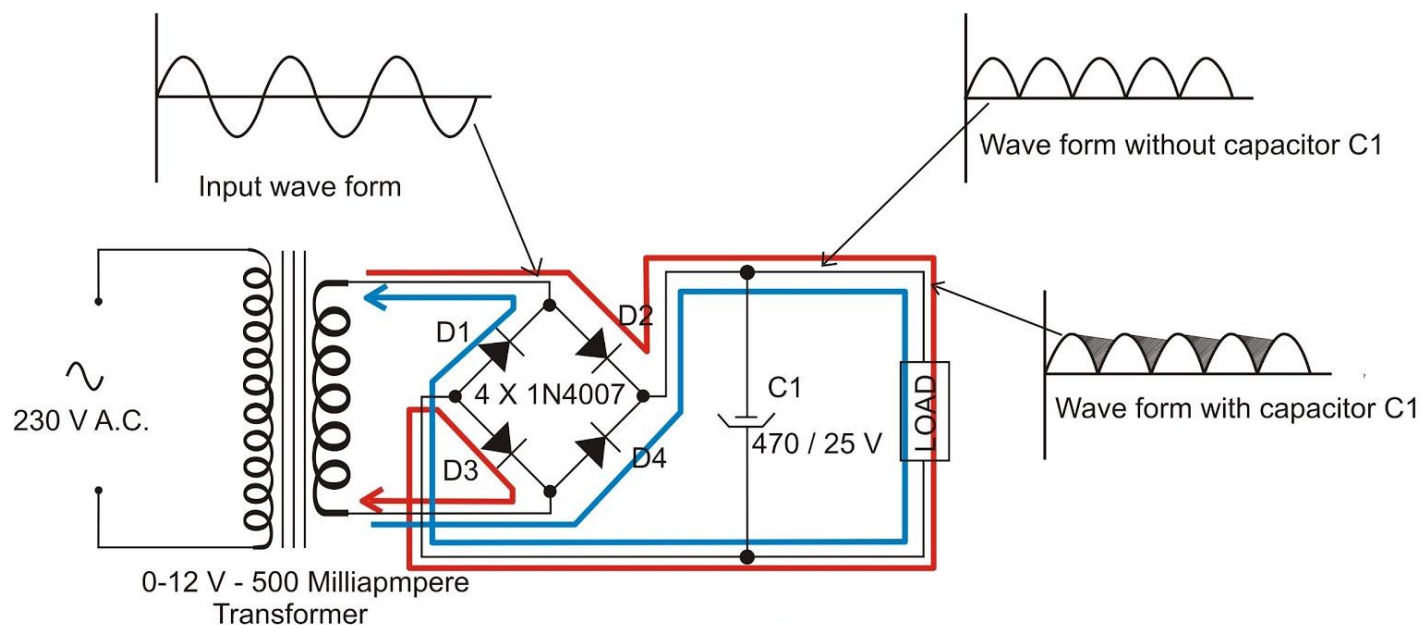 Input wave form
Wave form without capacitor C1
D1
D2
4 X 1N4007
D3
D4
C1
470 / 25 V
LOAD
230 V A.C.
Wave form with capacitor C1
0-12 V - 500 Milliapmpere
Transformer